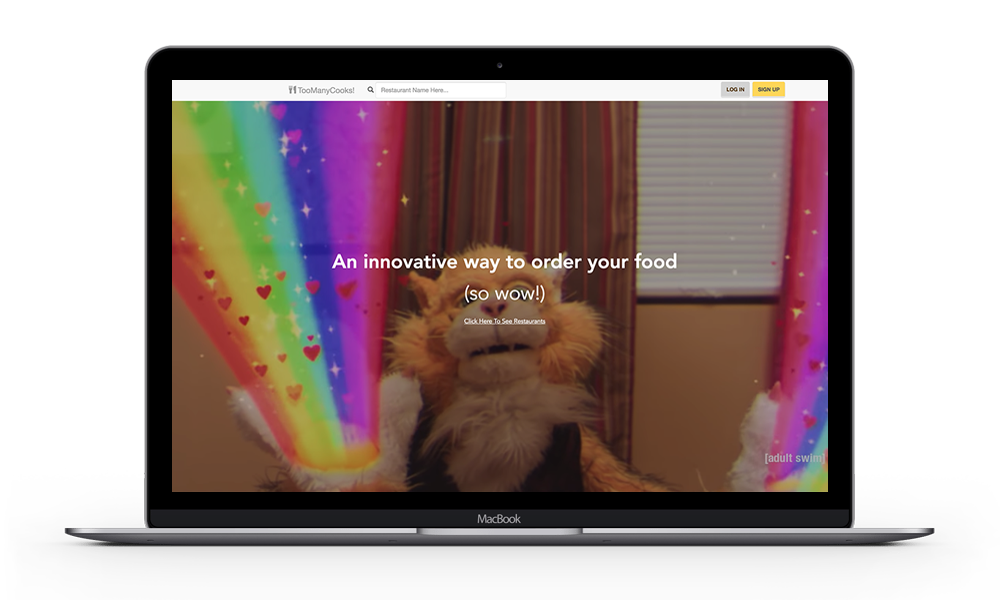 TooManyCooks!
Restaurant Name Here...
LOG IN
SIGN UP
An innovative way to order your food
(so wow!)
Click Here To See Restaurants
[adult swim]
MacBook